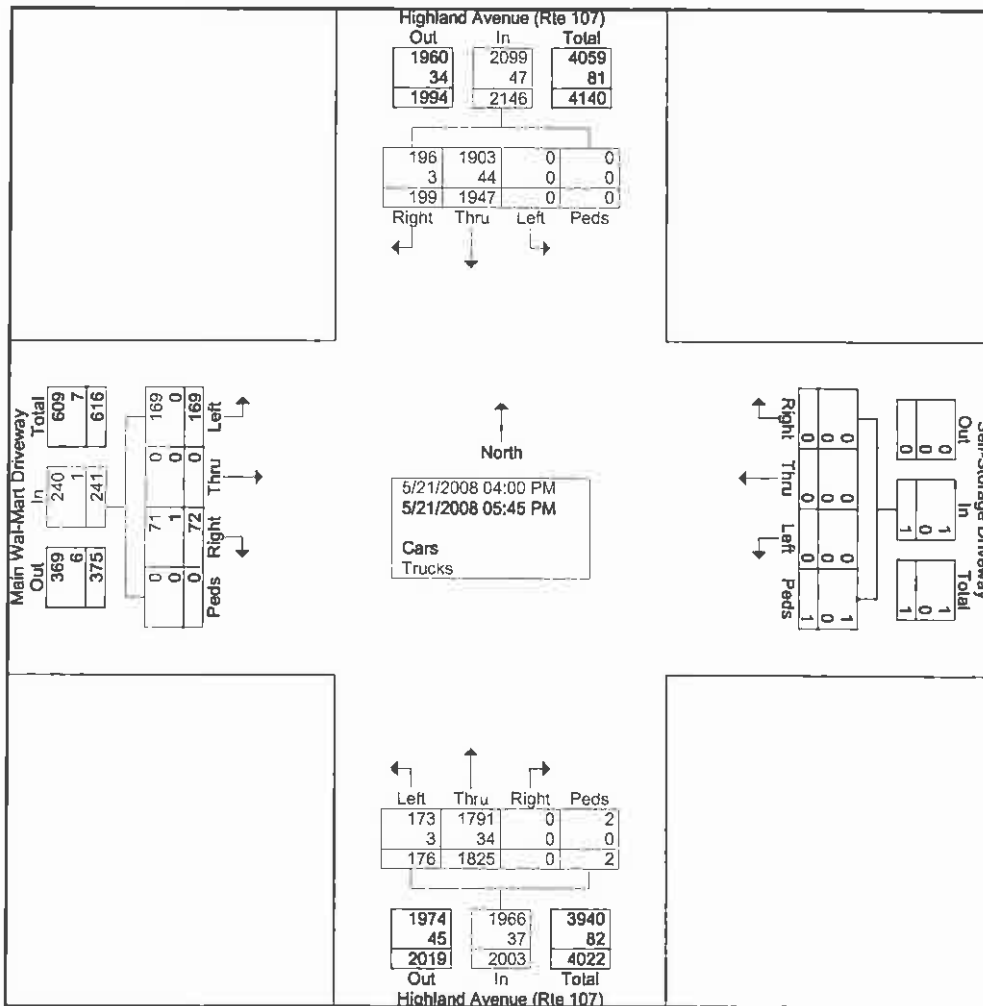 Highland Avenue (Rte 107)
Out In Total
1960 2099 4059
34 47 81
1994 2146 4140
196 1903 0 0
3 44 0 0
199 1947 0 0
Right Thru Left Peds
Main Wal-Mart Driveway
Total In Out
609 240 369
7 1 6
616 241 375
169 0 71 0
0 0 1 0
169 0 72 0
Left Thru Right Peds
North
5/21/2008 04:00 PM
5/21/2008 05:45 PM
Cars
Trucks
Right Thru Left Peds
0 0 0 1
0 0 0 0
0 0 0 1
Out In Total
0 1 1
0 0 0
0 1 1
Self-Storage Driveway
Left Thru Right Peds
173 1791 0 2
3 34 0 0
176 1825 0 2
1974 1966 3940
45 37 82
2019 2003 4022
Out In Total
Highland Avenue (Rte 107)